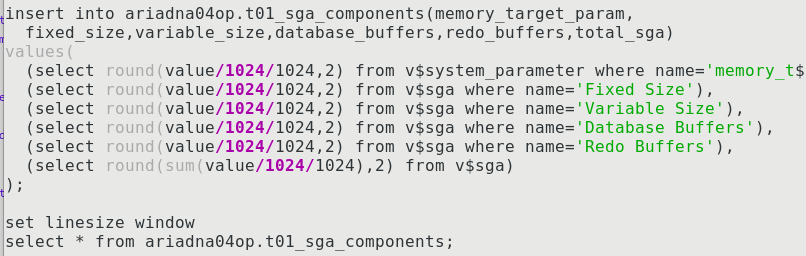 insert into ariadna04op.t01_sga_components(memory_target_param,
  fixed_size,variable_size,database_buffers,redo_buffers,total_sga)
values(
  (select round(value/1024/1024,2) from v$system_parameter where name='memory_t$
  (select round(value/1024/1024,2) from v$sga where name='Fixed Size'),
  (select round(value/1024/1024,2) from v$sga where name='Variable Size'),
  (select round(value/1024/1024,2) from v$sga where name='Database Buffers'),
  (select round(value/1024/1024,2) from v$sga where name='Redo Buffers'),
  (select round(sum(value/1024/1024),2) from v$sga)
);

set linesize window
select * from ariadna04op.t01_sga_components;